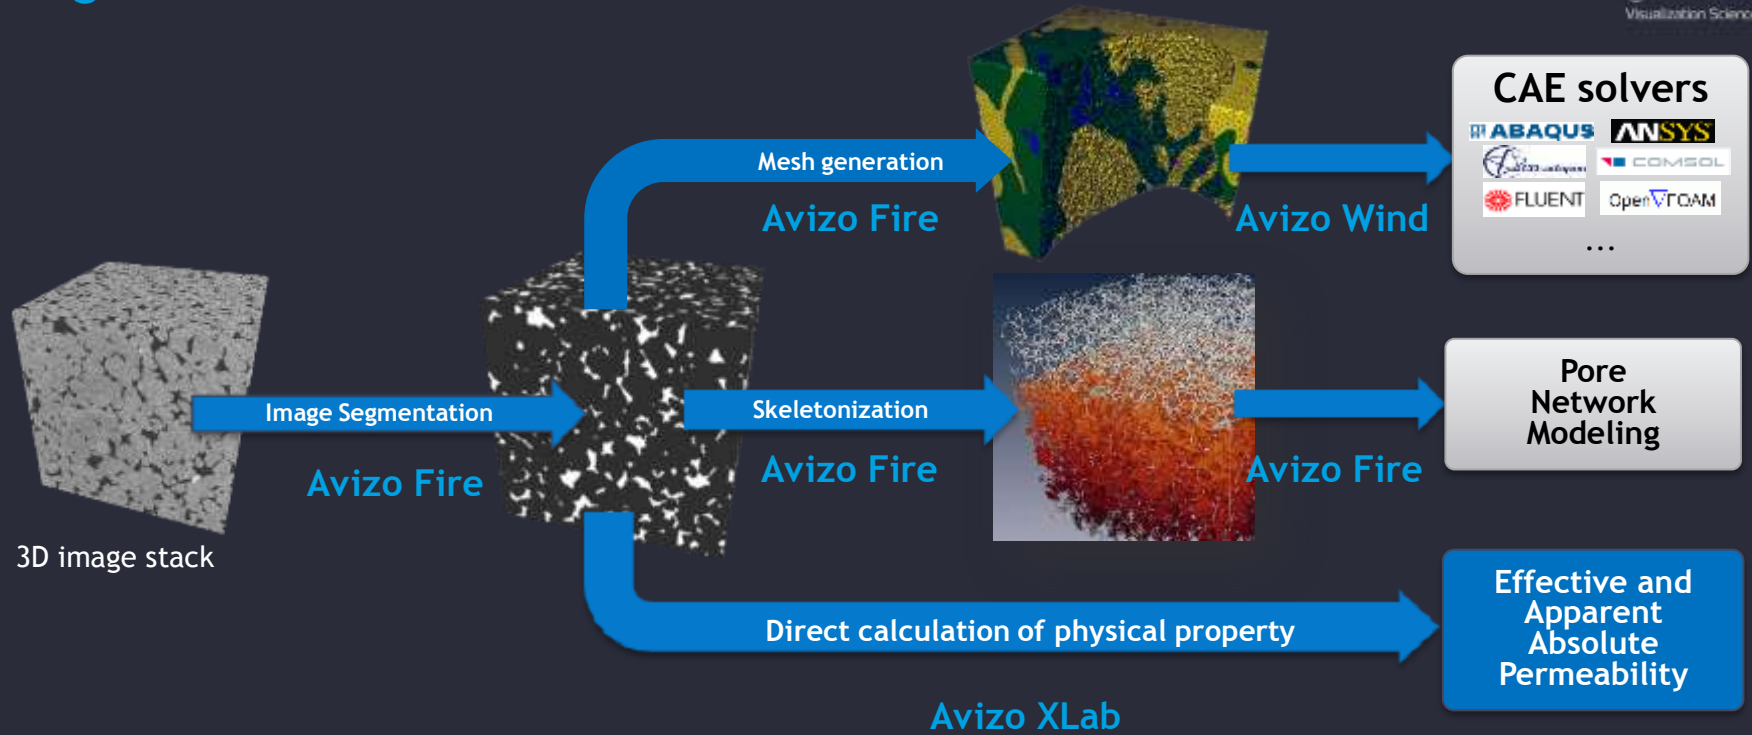 Visualization Scienc
CAE solvers
ABAQUS ANSYS
COMSOL
FLUENT Open∇FOAM
...
Mesh generation
Avizo Fire
Avizo Wind
Image Segmentation
Avizo Fire
3D image stack
Skeletonization
Avizo Fire
Avizo Fire
Pore
Network
Modeling
Direct calculation of physical property
Avizo XLab
Effective and
Apparent
Absolute
Permeability